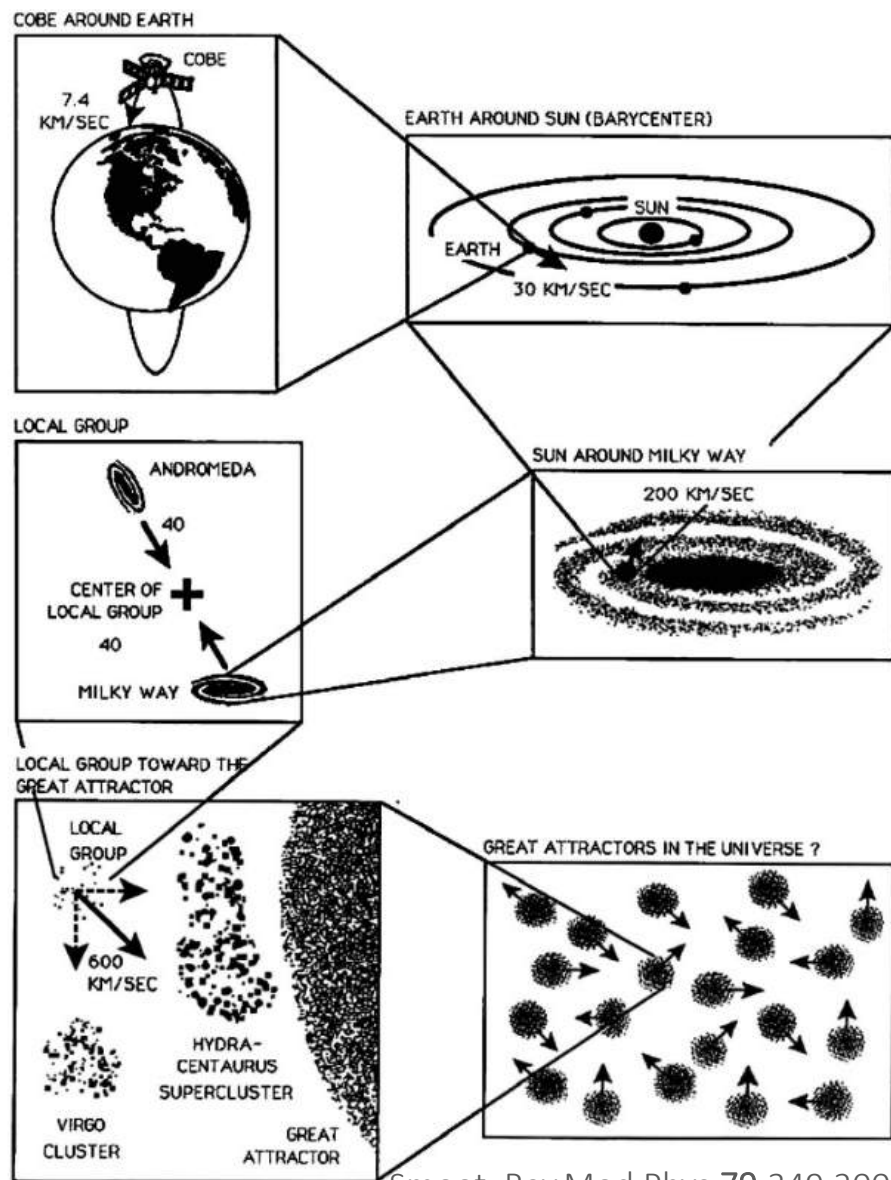 COBE AROUND EARTH
COBE
7.4
KM/SEC
EARTH AROUND SUN (BARYCENTER)
SUN
EARTH
30 KM/SEC
LOCAL GROUP
ANDROMEDA
40
CENTER OF
LOCAL GROUP
40
MILKY WAY
SUN AROUND MILKY WAY
200 KM/SEC
LOCAL GROUP TOWARD THE
GREAT ATTRACTOR
LOCAL
GROUP
600
KM/SEC
HYDRA-
CENTAURUS
SUPERCLUSTER
VIRGO
CLUSTER
GREAT
ATTRACTOR
GREAT ATTRACTORS IN THE UNIVERSE ?
Smoot, Rev Mod Phys 79